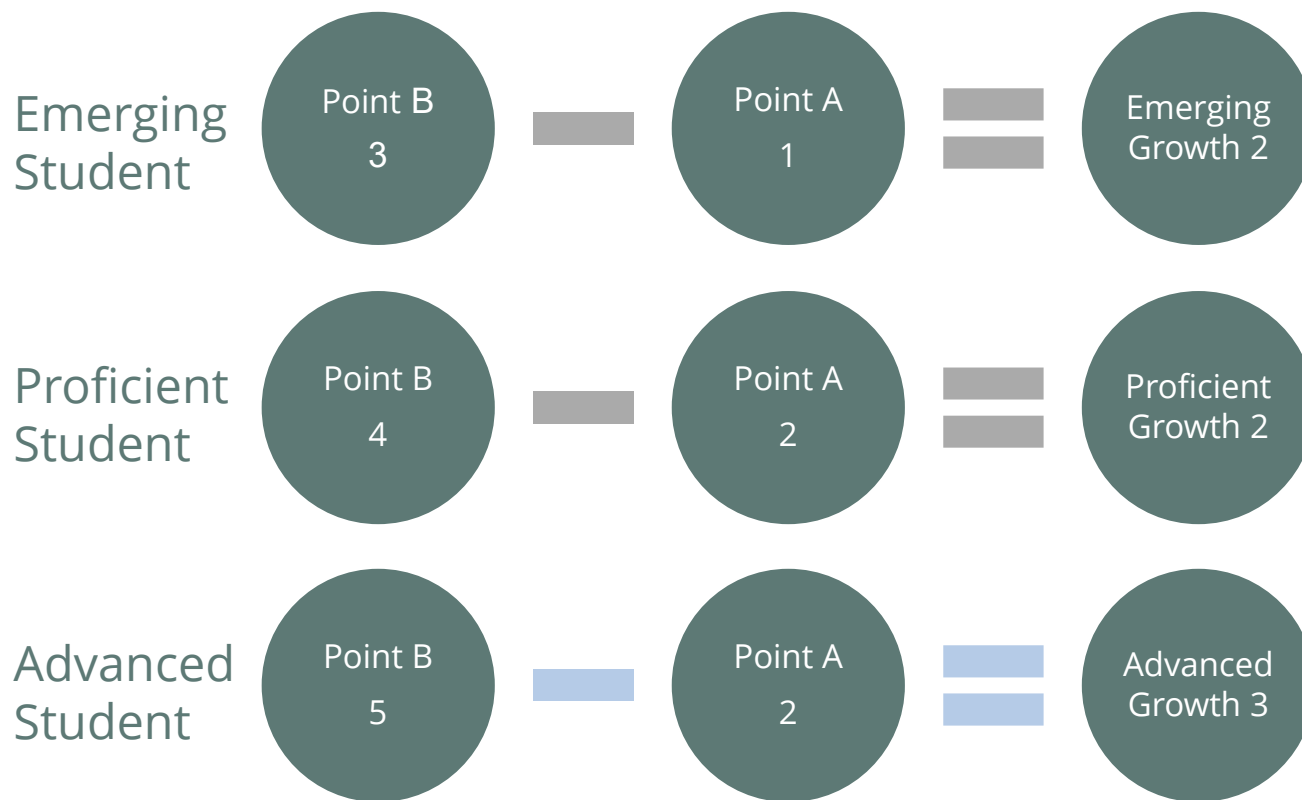 Emerging
Student
Point B
3
Point A
1
Emerging
Growth 2
Proficient
Student
Point B
4
Point A
2
Proficient
Growth 2
Advanced
Student
Point B
5
Point A
2
Advanced
Growth 3